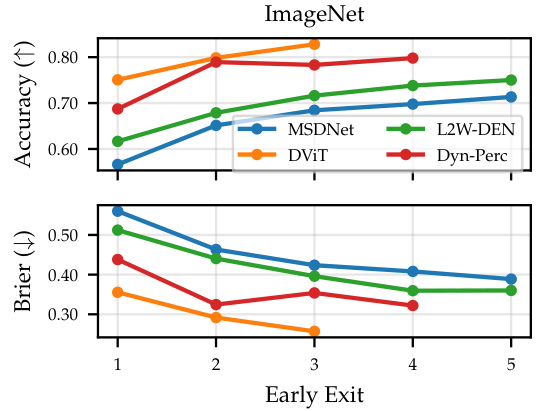 ImageNet
Accuracy (↑)
0.80
0.70
0.60
MSDNet
L2W-DEN
DViT
Dyn-Perc
Brier (↓)
0.50
0.40
0.30
1 2 3 4 5
Early Exit